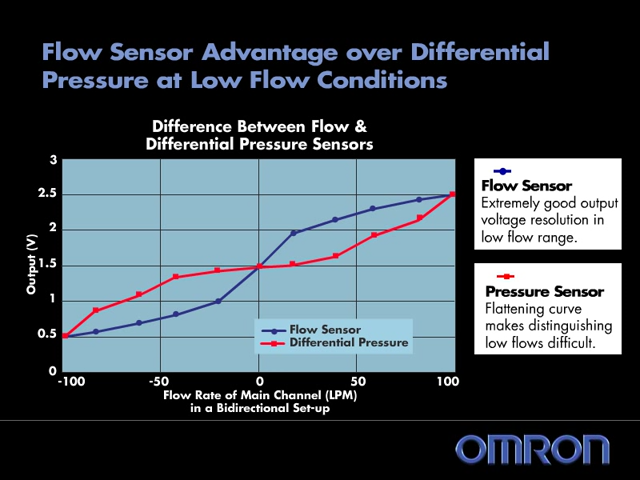 Flow Sensor Advantage over Differential
Pressure at Low Flow Conditions
Difference Between Flow &
Differential Pressure Sensors
3
2.5
2
1.5
1
0.5
0
Output (V)
-100
-50
0
50
100
Flow Rate of Main Channel (LPM)
in a Bidirectional Set-up
Flow Sensor
Differential Pressure
Flow Sensor
Extremely good output
voltage resolution in
low flow range.
Pressure Sensor
Flattening curve
makes distinguishing
low flows difficult.
OMRON